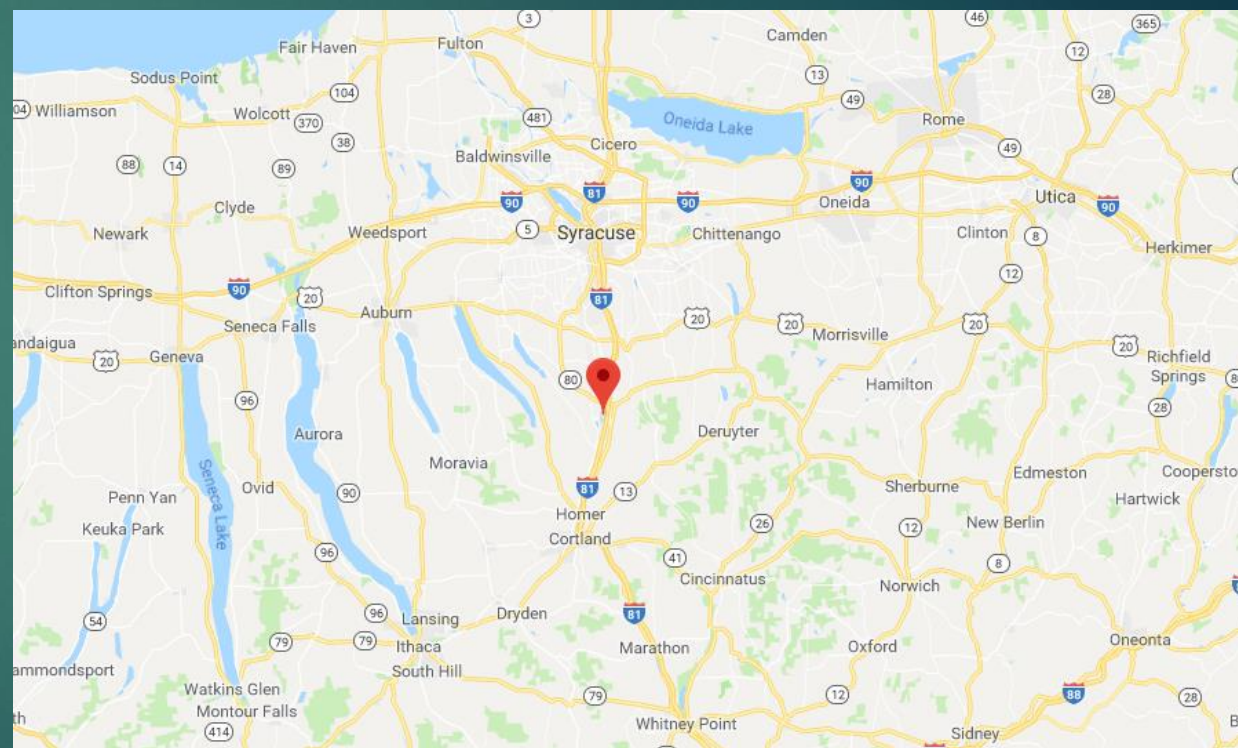 3
46
365
Camden
Fair Haven
Fulton
12
Sodus Point
13
28
104
04
Williamson
Wolcott
370
49
481
Oneida Lake
Rome
38
Cicero
49
88
14
89
Baldwinsville
90
81
Utica
90
90
Oneida
90
Clyde
5
Newark
Weedsport
Syracuse
Chittenango
Clinton
8
Herkimer
12
Clifton Springs
90
20
81
Auburn
20
20
20
Seneca Falls
Morrisville
andaigua
20
Geneva
20
Richfield
Springs
80
80
Hamilton
96
28
Aurora
Deruyter
Moravia
Seneca Lake
Ovid
90
81
13
Sherburne
Edmeston
Cooperst
Penn Yan
Hartwick
Keuka Park
Homer
26
12
New Berlin
Cortland
96
41
8
Cincinnatus
Norwich
96
Dryden
81
54
Lansing
79
79
Ithaca
Marathon
Oxford
Oneonta
ammondsport
South Hill
Watkins Glen
79
12
88
28
Montour Falls
th
414
Whitney Point
Sidney